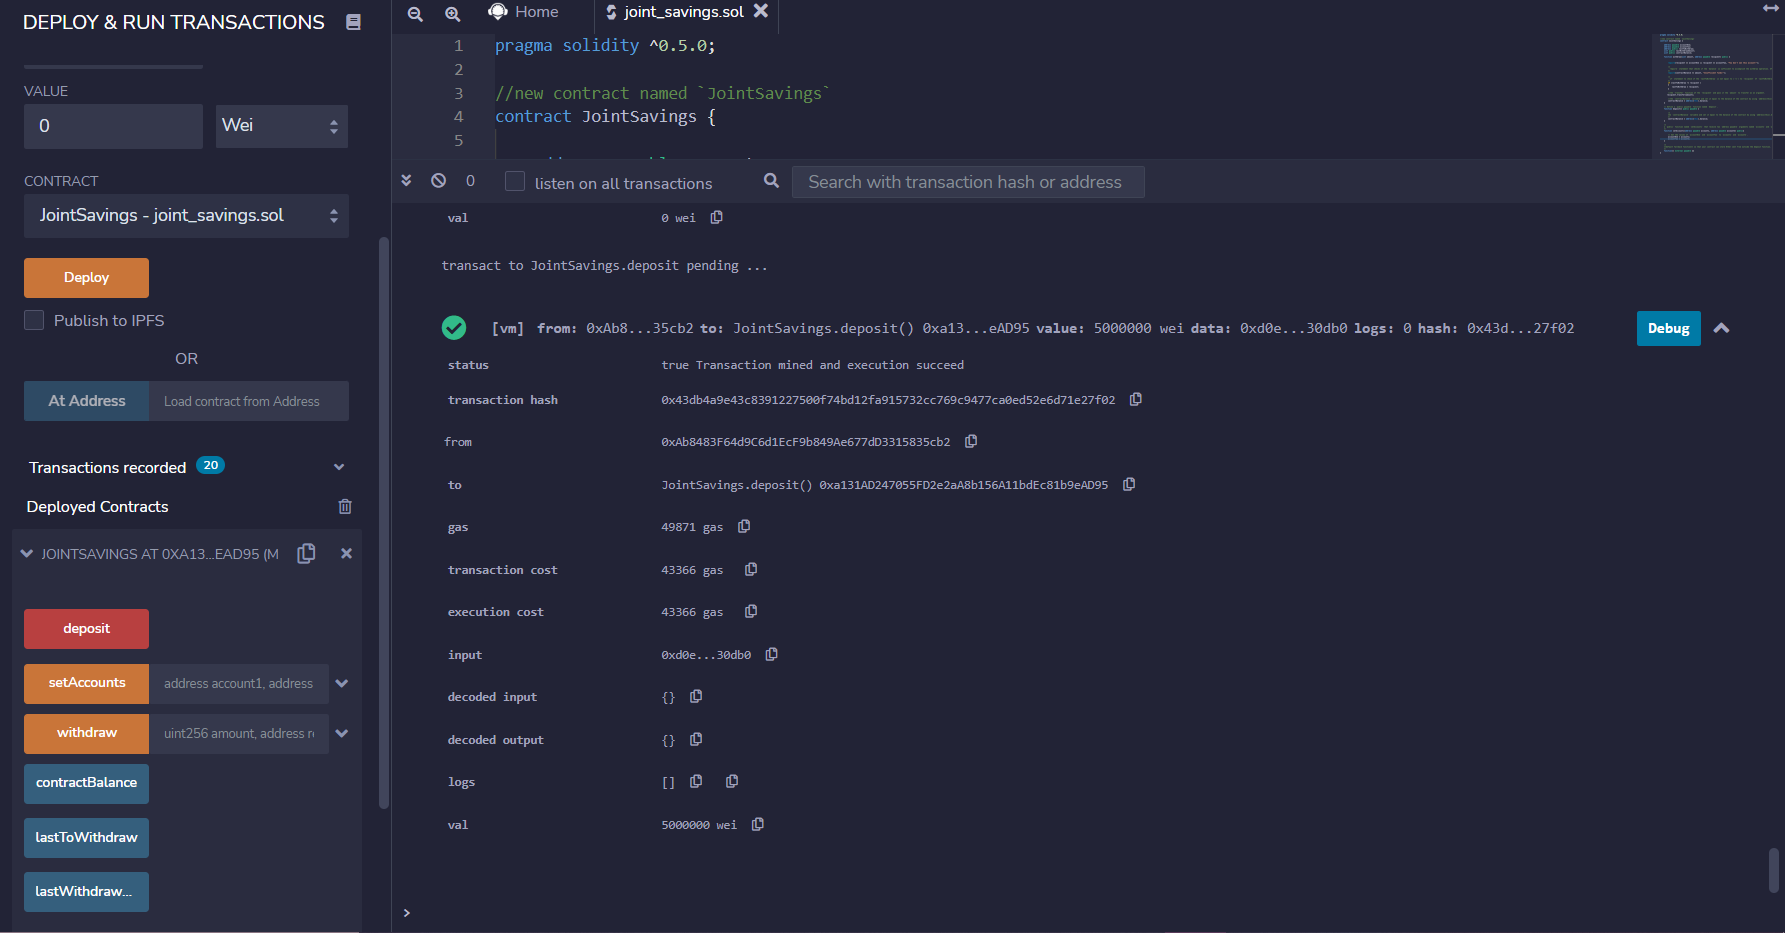 DEPLOY & RUN TRANSACTIONS
VALUE
0
Wei
CONTRACT
JointSavings - joint_savings.sol
Deploy
Publish to IPFS
OR
At Address
Load contract from Address
Transactions recorded 20
Deployed Contracts
JOINTSAVINGS AT 0XA13...EAD95 (M
deposit
setAccounts
address account1, address
withdraw
uint256 amount, address r
contractBalance
lastToWithdraw
lastWithdraw...
Home
joint_savings.sol
1 pragma solidity ^0.5.0;
2
3 //new contract named `JointSavings`
4 contract JointSavings {
5
0
listen on all transactions
Search with transaction hash or address
val 0 wei
transact to JointSavings.deposit pending ...
[vm] from: 0xAb8...35cb2 to: JointSavings.deposit() 0xa13...eAD95 value: 5000000 wei data: 0xd0e...30db0 logs: 0 hash: 0x43d...27f02
Debug
status true Transaction mined and execution succeed
transaction hash 0x43db4a9e43c8391227500f74bd12fa915732cc769c9477ca0ed52e6d71e27f02
from 0xAb8483F64d9C6d1EcF9b849Ae677dD3315835cb2
to JointSavings.deposit() 0xa131AD247055FD2e2aA8b156A11bdEc81b9eAD95
gas 49871 gas
transaction cost 43366 gas
execution cost 43366 gas
input 0xd0e...30db0
decoded input {}
decoded output {}
logs []
val 5000000 wei
>